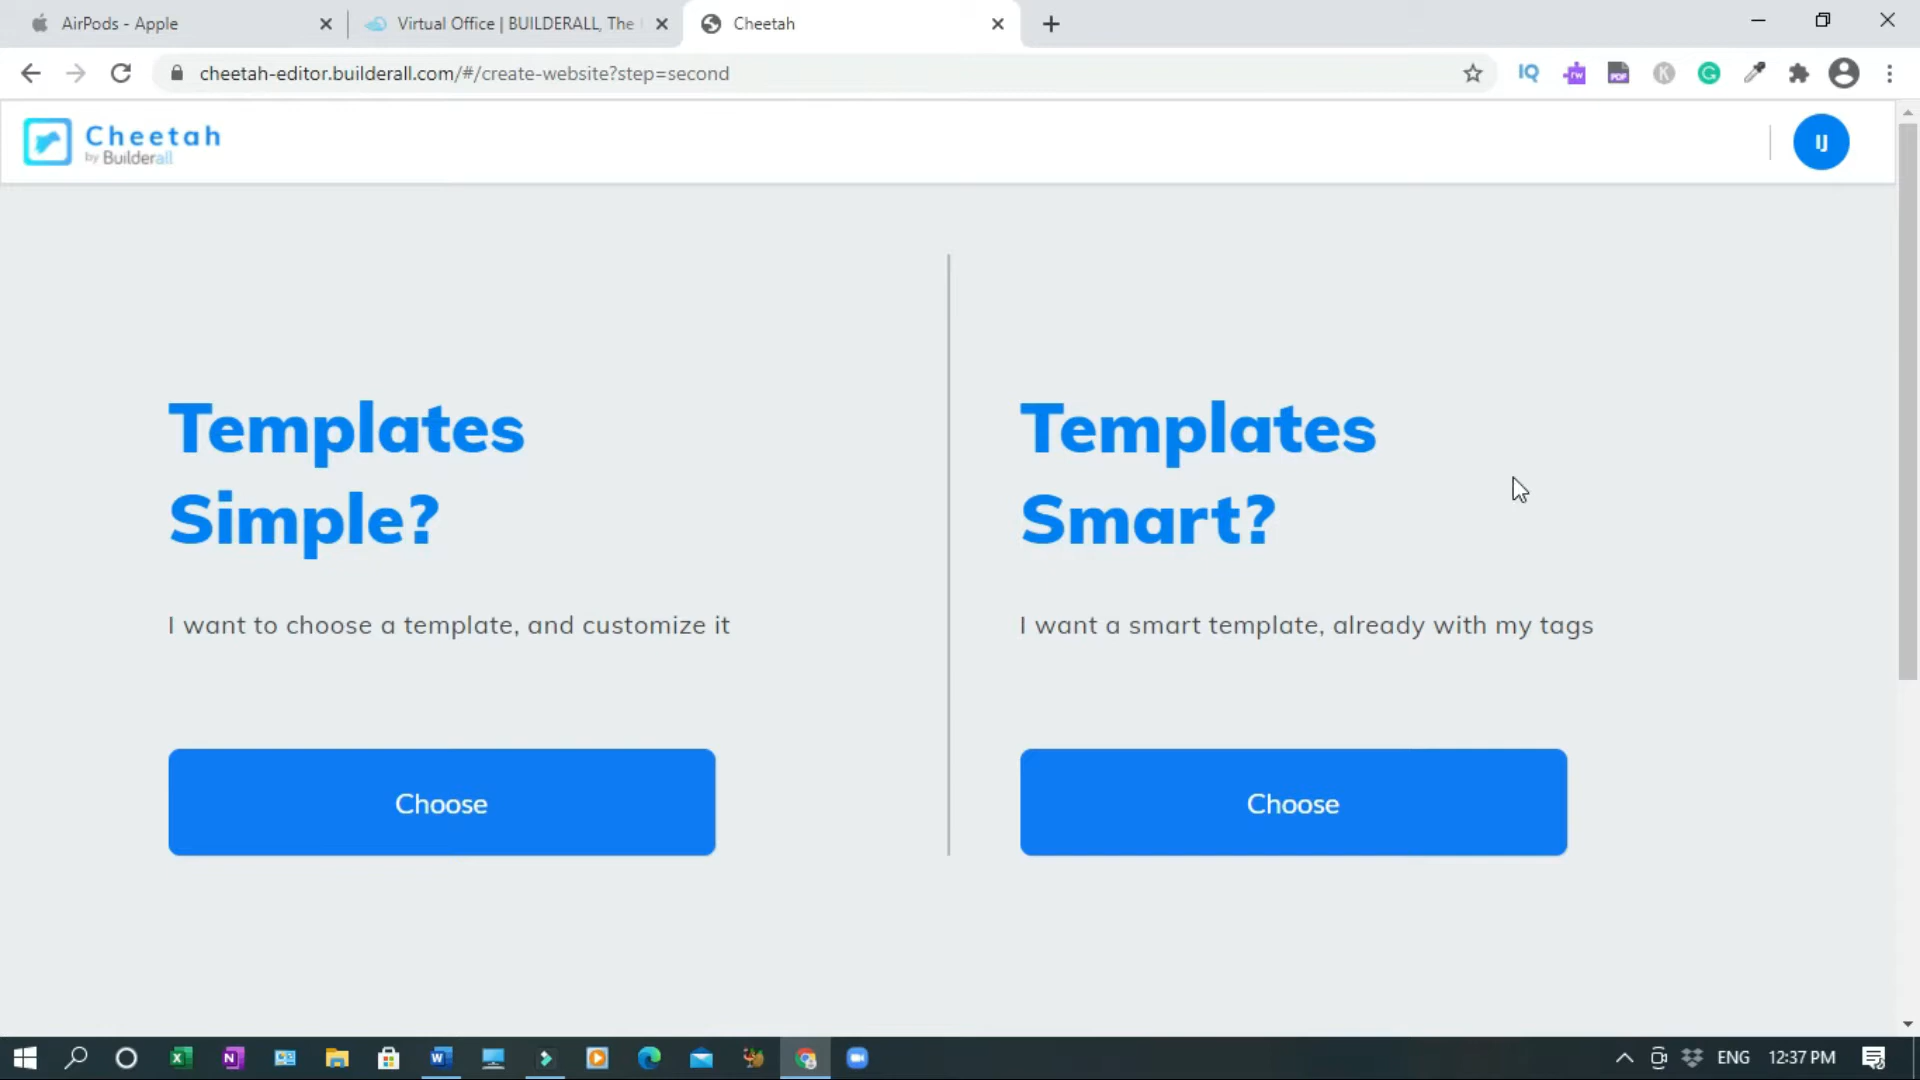 AirPods - Apple
Virtual Office | BUILDERALL, The
Cheetah
cheetah-editor.builderall.com/#/create-website?step=second
IQ
rw
PDF
K
G
Cheetah
by Builderall
IJ
Templates
Simple?
I want to choose a template, and customize it
Choose
Templates
Smart?
I want a smart template, already with my tags
Choose
ENG
12:37 PM